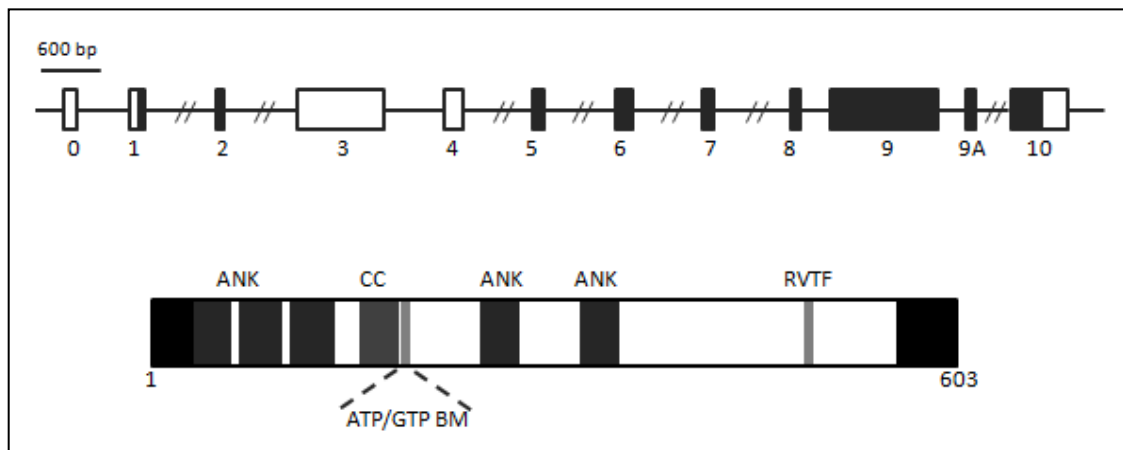 600 bp
0 1 2 3 4 5 6 7 8 9 9A 10
ANK CC ANK ANK RVTF
1 603
ATP/GTP BM